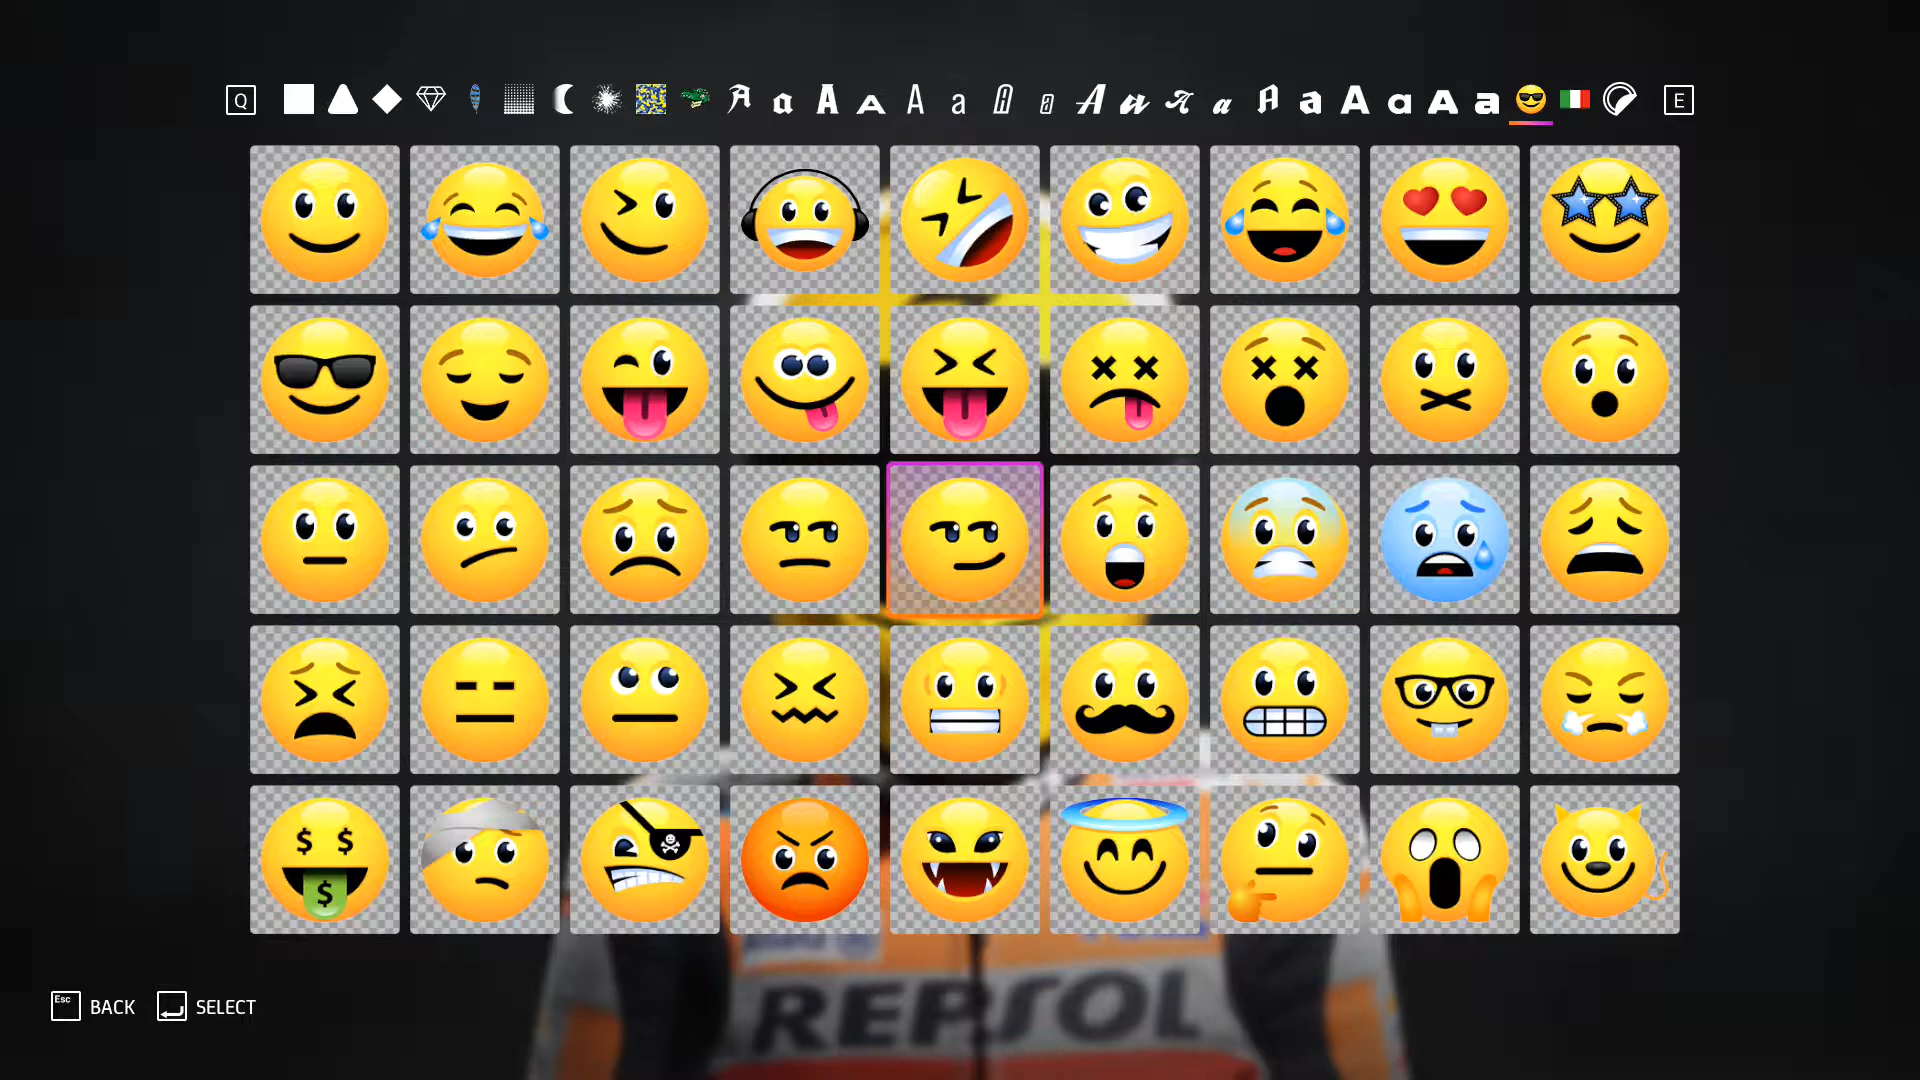 Q A a A A A a A a A a A a A a A a A a E
$ $
$
REPSOL
Esc BACK SELECT